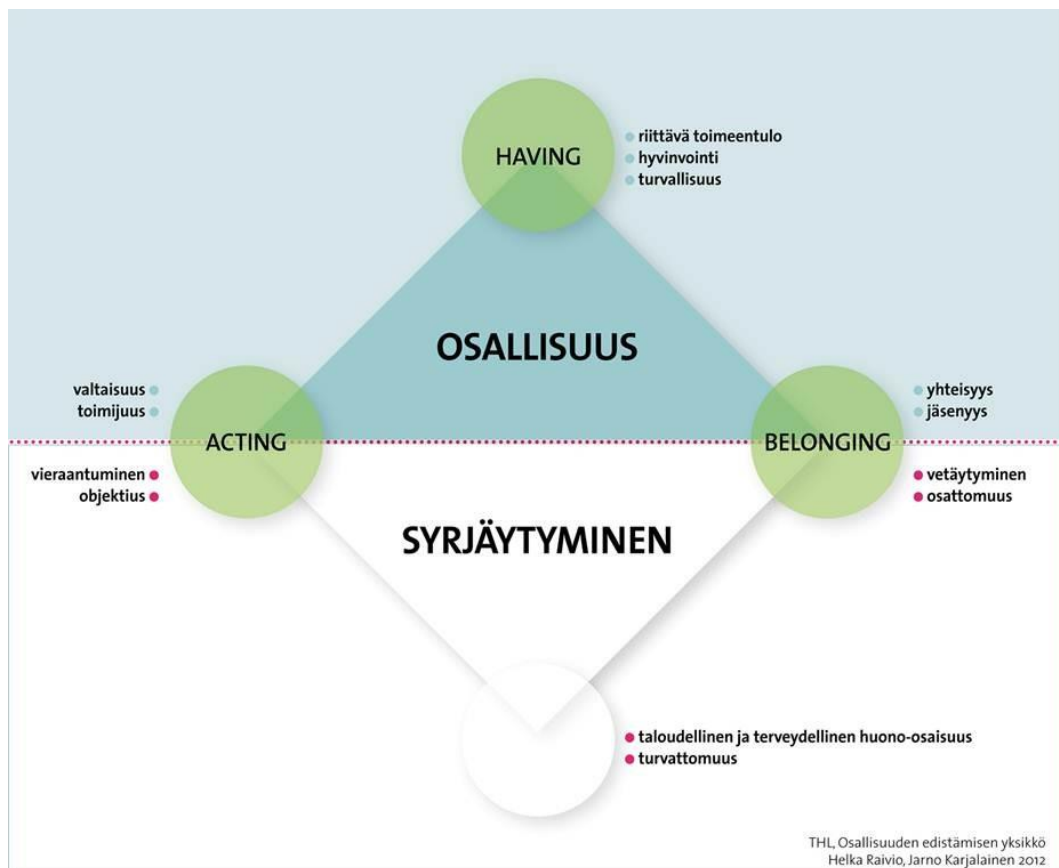 HAVING
riittävä toimeentulo
hyvinvointi
turvallisuus
OSALLISUUS
valtaisuus
toimijuus
yhteisyys
jäsenyys
ACTING
BELONGING
vieraantuminen
objektius
vetäytyminen
osattomuus
SYRJÄYTYMINEN
taloudellinen ja terveydellinen huono-osaisuus
turvattomuus
THL, Osallisuuden edistämisen yksikkö
Helka Raivio, Jarno Karjalainen 2012